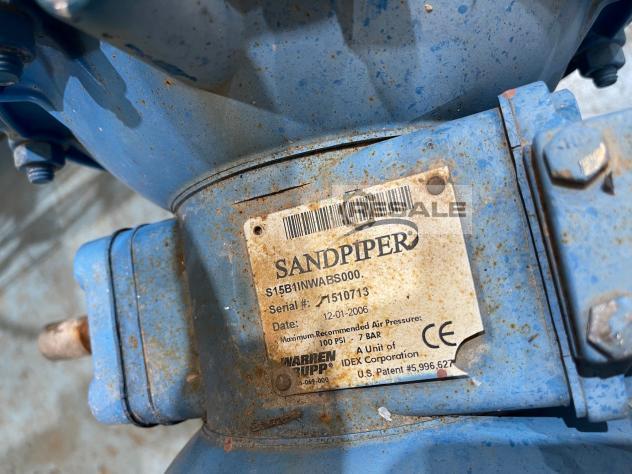 RESALE
SANDPIPER
S15B1INWABS000.
Serial #: 1510713
Date: 12-01-2006
Maximum Recommended Air Pressure:
100 PSI - 7 BAR
WARREN RUPP
A Unit of
IDEX Corporation
CE
U.S. Patent #5,996,627